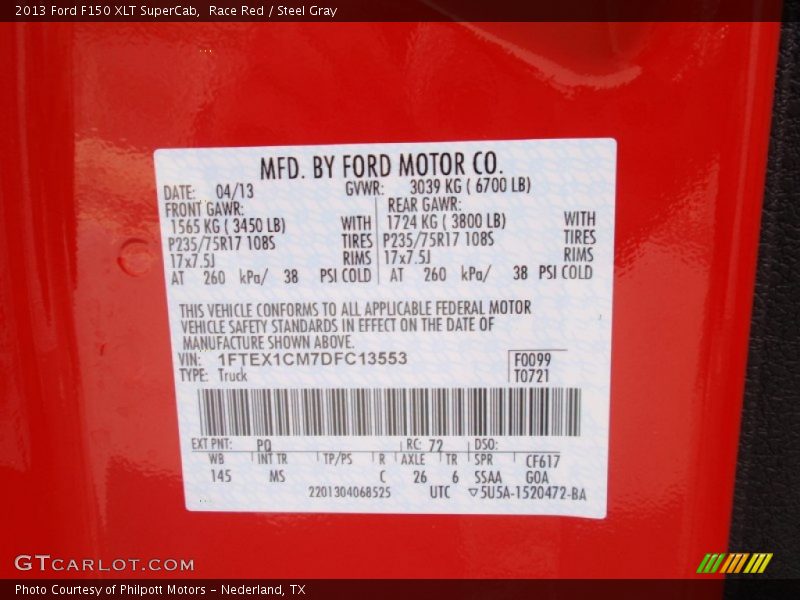 2013 Ford F150 XLT SuperCab,  Race Red / Steel Gray
MFD. BY FORD MOTOR CO.
DATE: 04/13 GVWR: 3039 KG ( 6700 LB)
FRONT GAWR: REAR GAWR:
1565 KG ( 3450 LB) WITH 1724 KG ( 3800 LB) WITH
P235/75R17 108S TIRES P235/75R17 108S TIRES
17x7.5J RIMS 17x7.5J RIMS
AT 260 kPa/ 38 PSI COLD AT 260 kPa/ 38 PSI COLD
THIS VEHICLE CONFORMS TO ALL APPLICABLE FEDERAL MOTOR
VEHICLE SAFETY STANDARDS IN EFFECT ON THE DATE OF
MANUFACTURE SHOWN ABOVE.
VIN: 1FTEX1CM7DFC13553 F0099
TYPE: Truck T0721
EXT PNT: PQ RC: 72 DSO:
WB INT TR TP/PS R AXLE TR SPR CF617
145 MS C 26 6 SSAA GOA
2201304068525 UTC ▽5U5A-1520472-BA
GTCARLOT.COM
Photo Courtesy of Philpott Motors - Nederland, TX